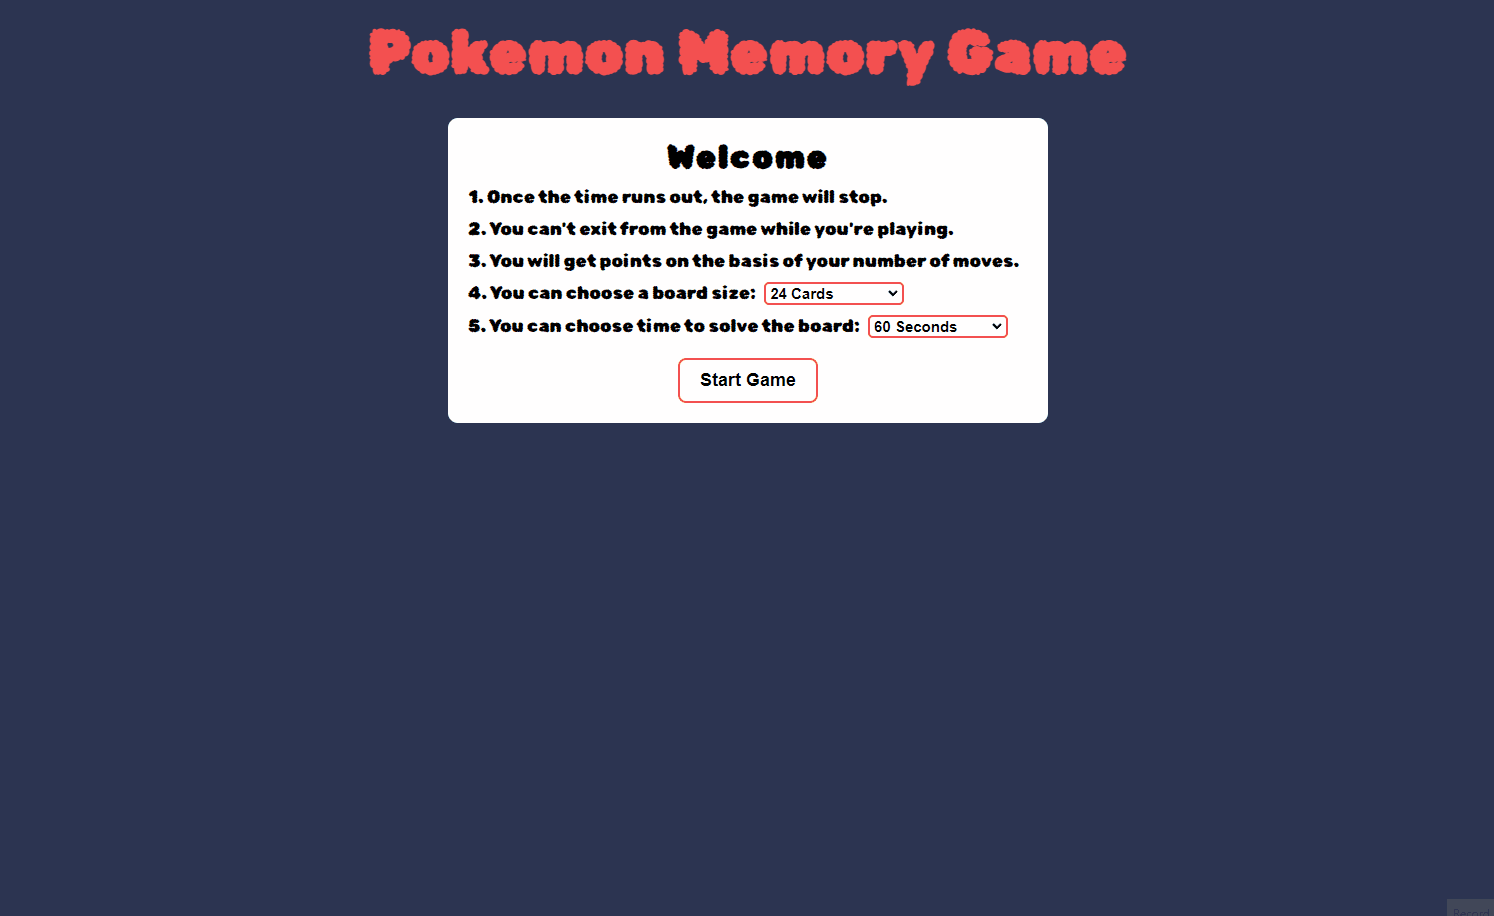 Pokemon Memory Game
Welcome
1. Once the time runs out, the game will stop.
2. You can't exit from the game while you're playing.
3. You will get points on the basis of your number of moves.
4. You can choose a board size: 24 Cards
5. You can choose time to solve the board: 60 Seconds
Start Game